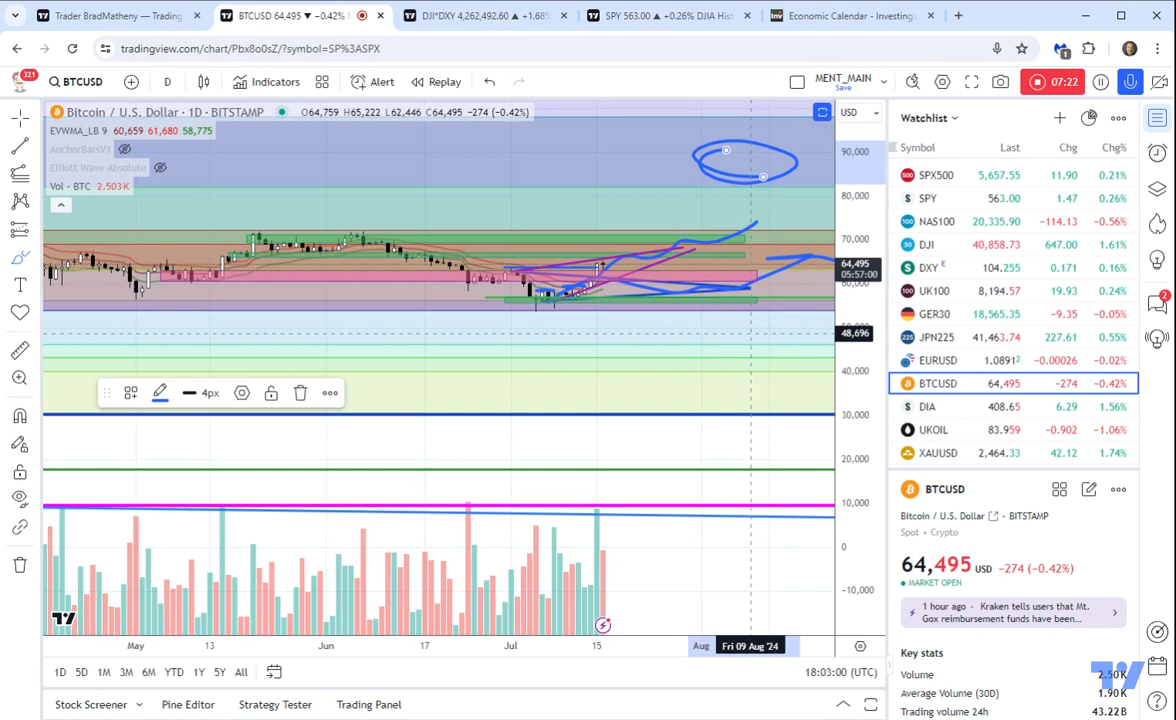 Trader BradMatheny — Trading
BTCUSD 64,495 ▼ −0.42%
DJI*DXY 4,262,492.60 ▲ +1.68%
SPY 563.00 ▲ +0.26% DJIA Hist
Economic Calendar - Investing.
tradingview.com/chart/Pbx8o0sZ/?symbol=SP%3ASPX
1
321
BTCUSD
D
Indicators
Alert
Replay
MENT_MAIN
Save
07:22
Bitcoin / U.S. Dollar · 1D · BITSTAMP
O64,759 H65,222 L62,446 C64,495 −274 (−0.42%)
USD
EVWMA_LB 9 60,659 61,680 58,775
AnchorBarsV1
Elliott Wave Absolute
Vol · BTC 2.503 K
90,000
80,000
70,000
64,495
05:57:00
60,000
48,696
40,000
30,000
20,000
10,000
0
−10,000
4px
May
13
Jun
17
Jul
15
Aug
Fri 09 Aug '24
1D
5D
1M
3M
6M
YTD
1Y
5Y
All
18:03:00 (UTC)
Stock Screener
Pine Editor
Strategy Tester
Trading Panel
Watchlist
Symbol Last Chg Chg%
SPX500 5,657.55 11.90 0.21%
SPY 563.00 1.47 0.26%
NAS100 20,335.90 −114.13 −0.56%
DJI 40,858.73 647.00 1.61%
DXY E 104.255 0.171 0.16%
UK100 8,194.57 19.93 0.24%
GER30 18,565.35 −9.35 −0.05%
JPN225 41,463.74 227.61 0.55%
EURUSD 1.08912 −0.00026 −0.02%
BTCUSD 64,495 −274 −0.42%
DIA 408.65 6.29 1.56%
UKOIL 83.959 −0.902 −1.06%
XAUUSD 2,464.33 42.12 1.74%
BTCUSD
Bitcoin / U.S. Dollar BITSTAMP
Spot • Crypto
64,495 USD −274 (−0.42%)
MARKET OPEN
1 hour ago • Kraken tells users that Mt.
Gox reimbursement funds have been...
Key stats
Volume 2.50 K
Average Volume (30D) 1.90 K
Trading volume 24h 43.22 B
2